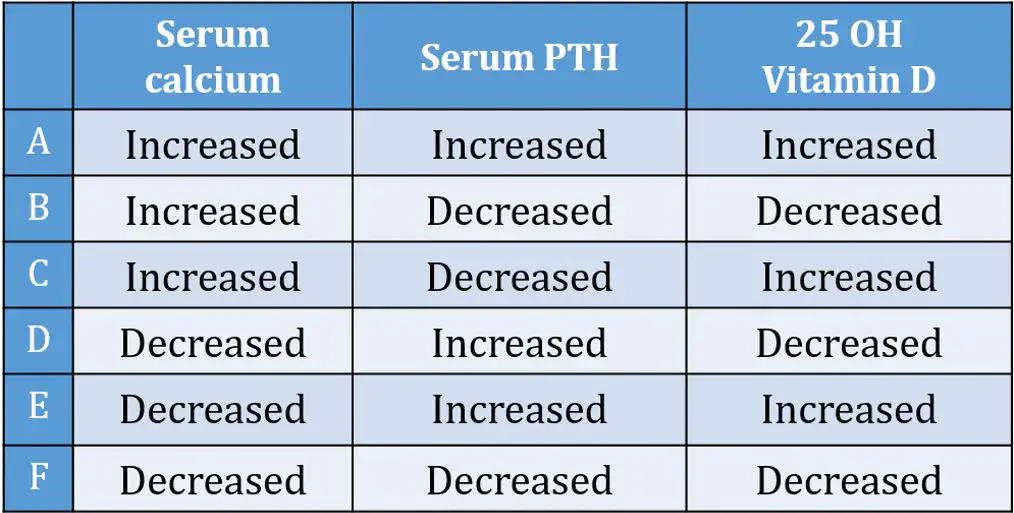 Serum
calcium
Serum PTH
25 OH
Vitamin D
A Increased Increased Increased
B Increased Decreased Decreased
C Increased Decreased Increased
D Decreased Increased Decreased
E Decreased Increased Increased
F Decreased Decreased Decreased